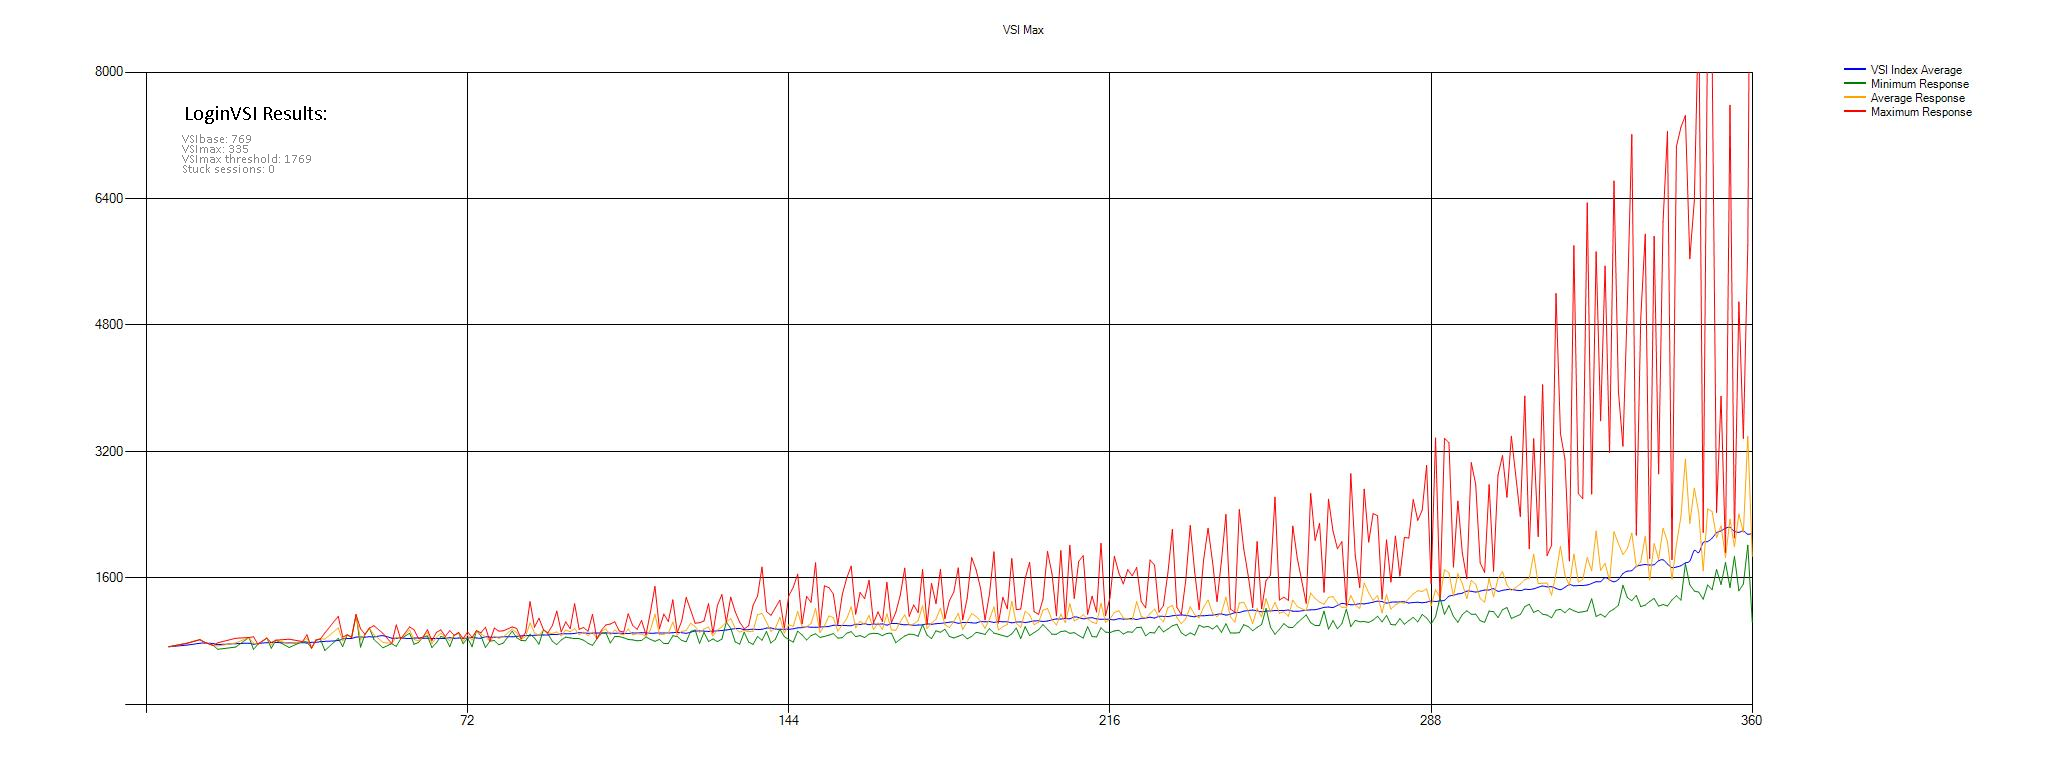 VSI Max
8000
6400
4800
3200
1600
LoginVSI Results:
VSIbase: 769
VSImax: 335
VSImax threshold: 1769
Stuck sessions: 0
VSI Index Average
Minimum Response
Average Response
Maximum Response
72
144
216
288
360